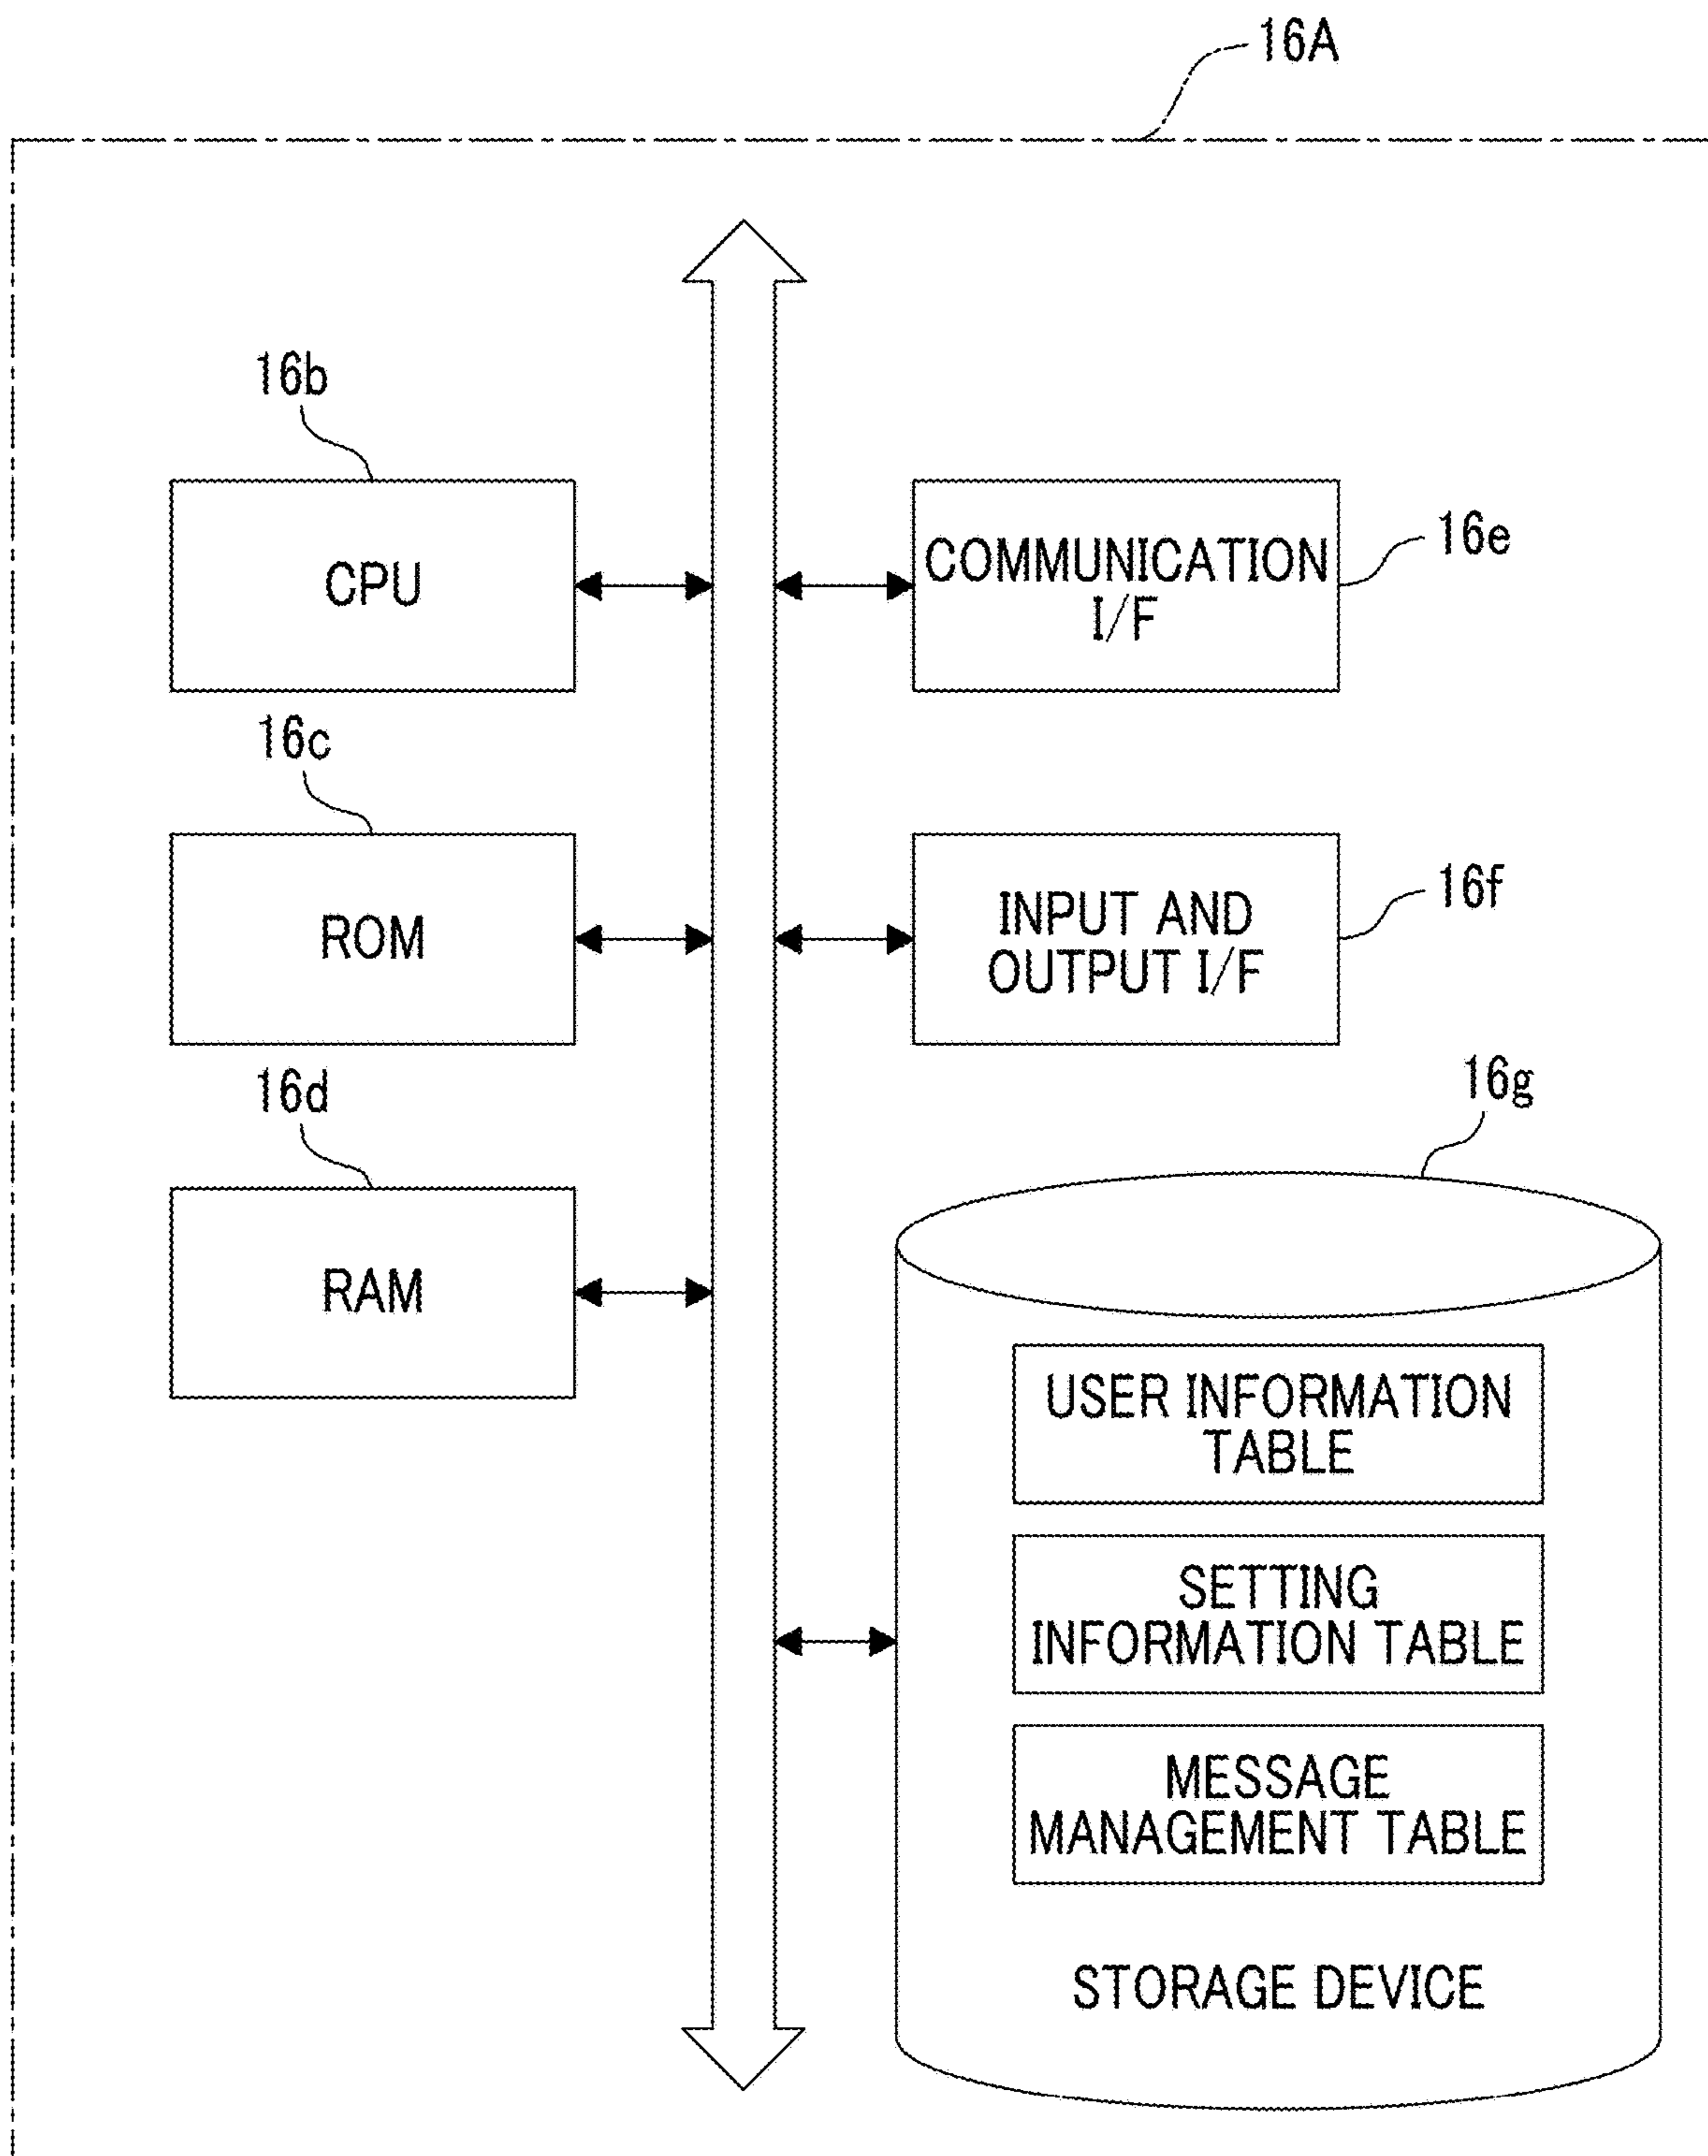 16A
16b
CPU
COMMUNICATION
I/F
16e
16c
ROM
INPUT AND
OUTPUT I/F
16f
16d
RAM
16g
USER INFORMATION
TABLE
SETTING
INFORMATION TABLE
MESSAGE
MANAGEMENT TABLE
STORAGE DEVICE